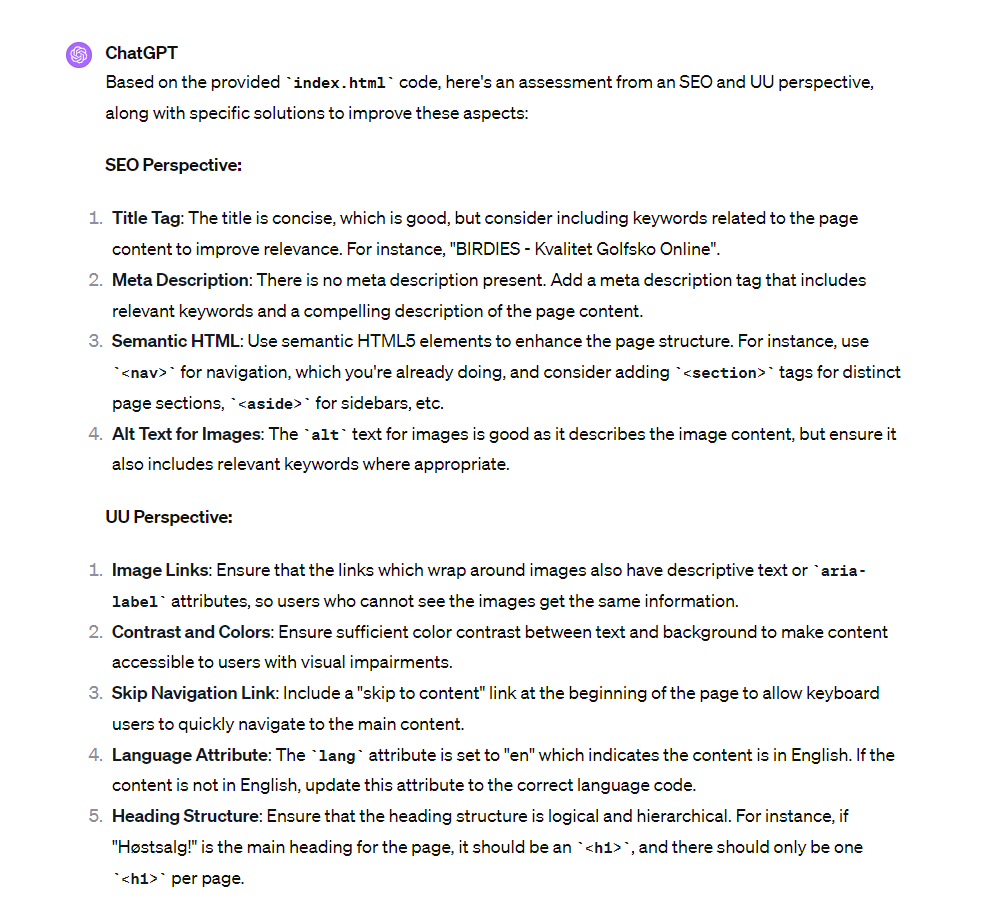 ChatGPT
Based on the provided `index.html` code, here's an assessment from an SEO and UU perspective,
along with specific solutions to improve these aspects:
SEO Perspective:
1. Title Tag: The title is concise, which is good, but consider including keywords related to the page
content to improve relevance. For instance, "BIRDIES - Kvalitet Golfsko Online".
2. Meta Description: There is no meta description present. Add a meta description tag that includes
relevant keywords and a compelling description of the page content.
3. Semantic HTML: Use semantic HTML5 elements to enhance the page structure. For instance, use
`<nav>` for navigation, which you're already doing, and consider adding `<section>` tags for distinct
page sections, `<aside>` for sidebars, etc.
4. Alt Text for Images: The `alt` text for images is good as it describes the image content, but ensure it
also includes relevant keywords where appropriate.
UU Perspective:
1. Image Links: Ensure that the links which wrap around images also have descriptive text or `aria-
label` attributes, so users who cannot see the images get the same information.
2. Contrast and Colors: Ensure sufficient color contrast between text and background to make content
accessible to users with visual impairments.
3. Skip Navigation Link: Include a "skip to content" link at the beginning of the page to allow keyboard
users to quickly navigate to the main content.
4. Language Attribute: The `lang` attribute is set to "en" which indicates the content is in English. If the
content is not in English, update this attribute to the correct language code.
5. Heading Structure: Ensure that the heading structure is logical and hierarchical. For instance, if
"Høstsalg!" is the main heading for the page, it should be an `<h1>`, and there should only be one
`<h1>` per page.